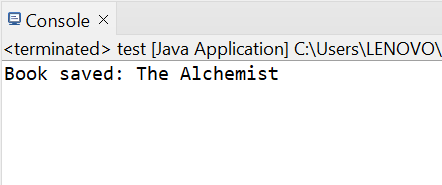 Console
<terminated> test [Java Application] C:\Users\LENOVO\
Book saved: The Alchemist